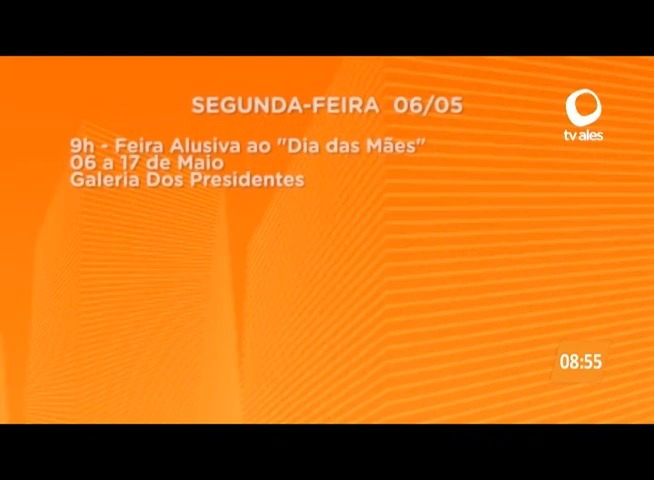 SEGUNDA-FEIRA 06/05
tv ales
9h - Feira Alusiva ao "Dia das Mães"
06 a 17 de Maio
Galeria Dos Presidentes
08:55